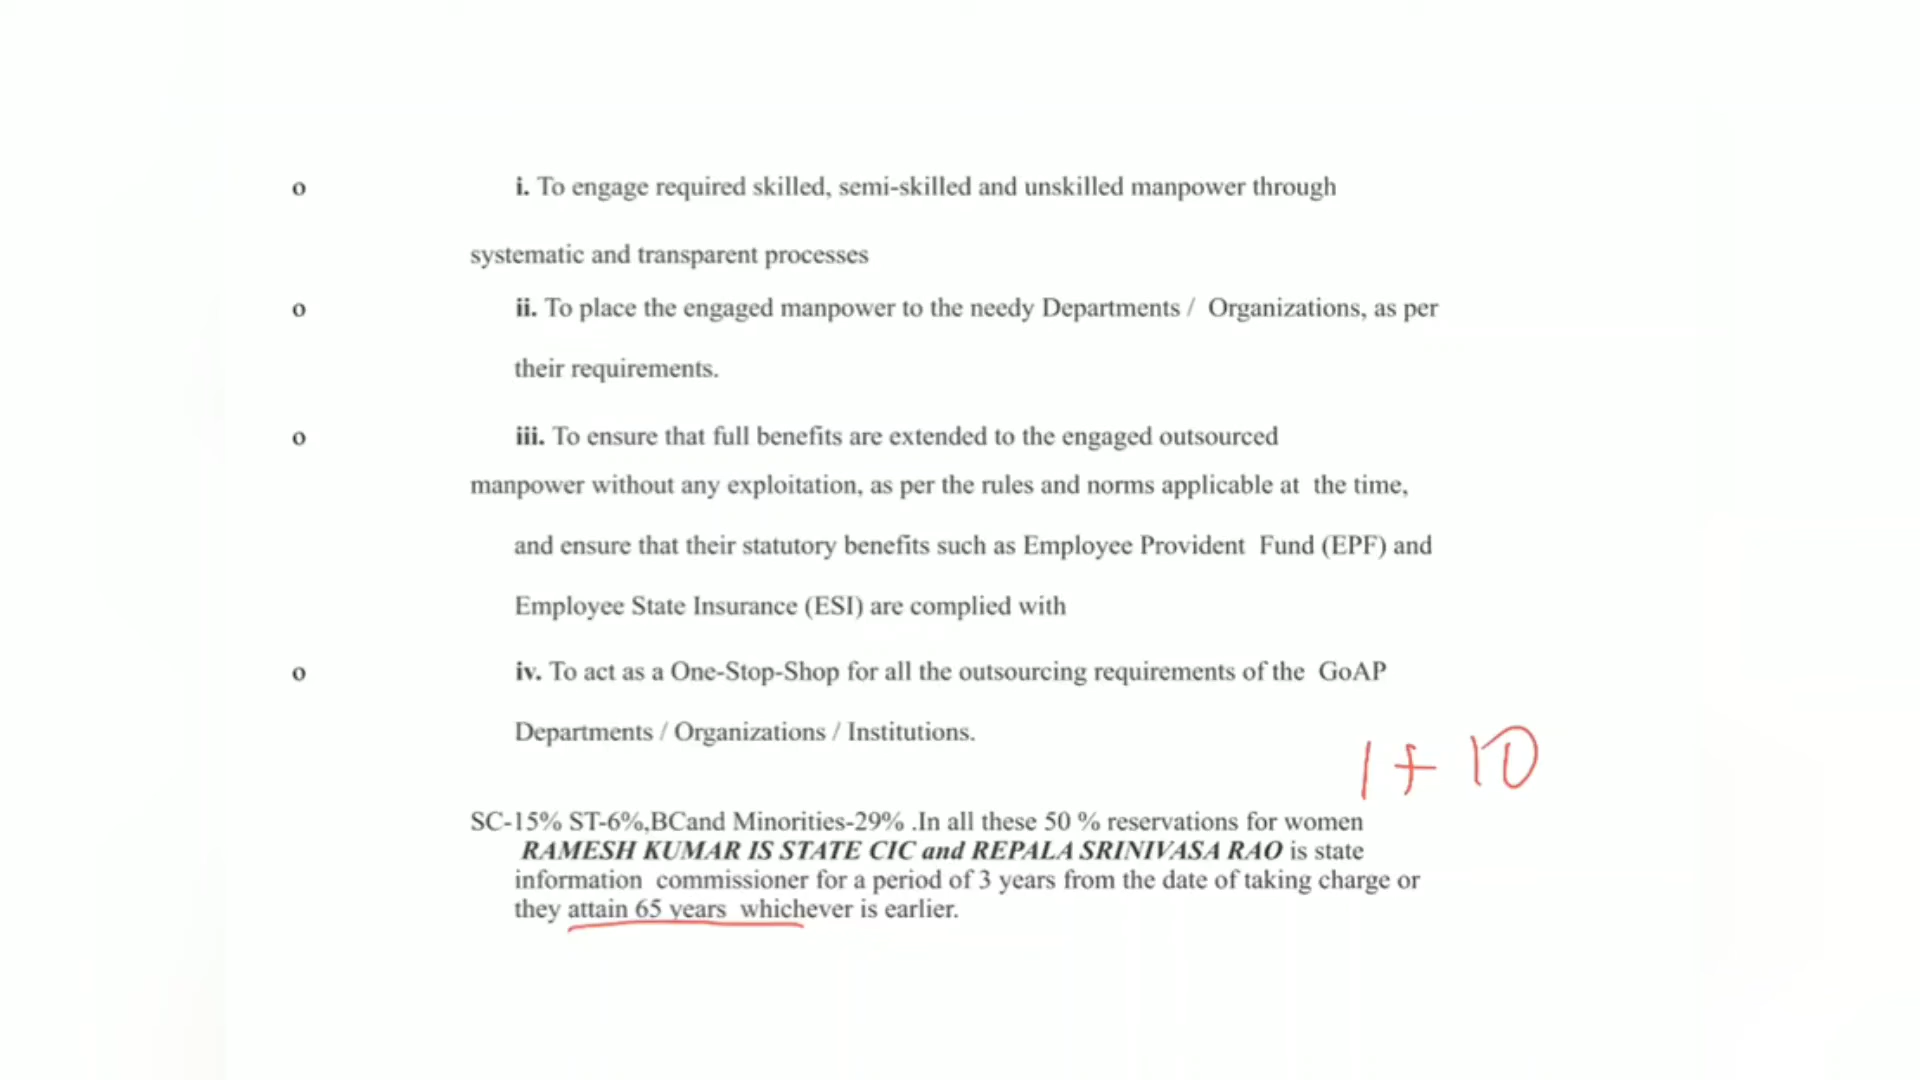 o i. To engage required skilled, semi-skilled and unskilled manpower through
systematic and transparent processes
o ii. To place the engaged manpower to the needy Departments / Organizations, as per
their requirements.
o iii. To ensure that full benefits are extended to the engaged outsourced
manpower without any exploitation, as per the rules and norms applicable at the time,
and ensure that their statutory benefits such as Employee Provident Fund (EPF) and
Employee State Insurance (ESI) are complied with
o iv. To act as a One-Stop-Shop for all the outsourcing requirements of the GoAP
Departments / Organizations / Institutions.
1 + 10
SC-15% ST-6%,BCand Minorities-29% .In all these 50 % reservations for women
RAMESH KUMAR IS STATE CIC and REPALA SRINIVASA RAO is state
information commissioner for a period of 3 years from the date of taking charge or
they attain 65 years whichever is earlier.